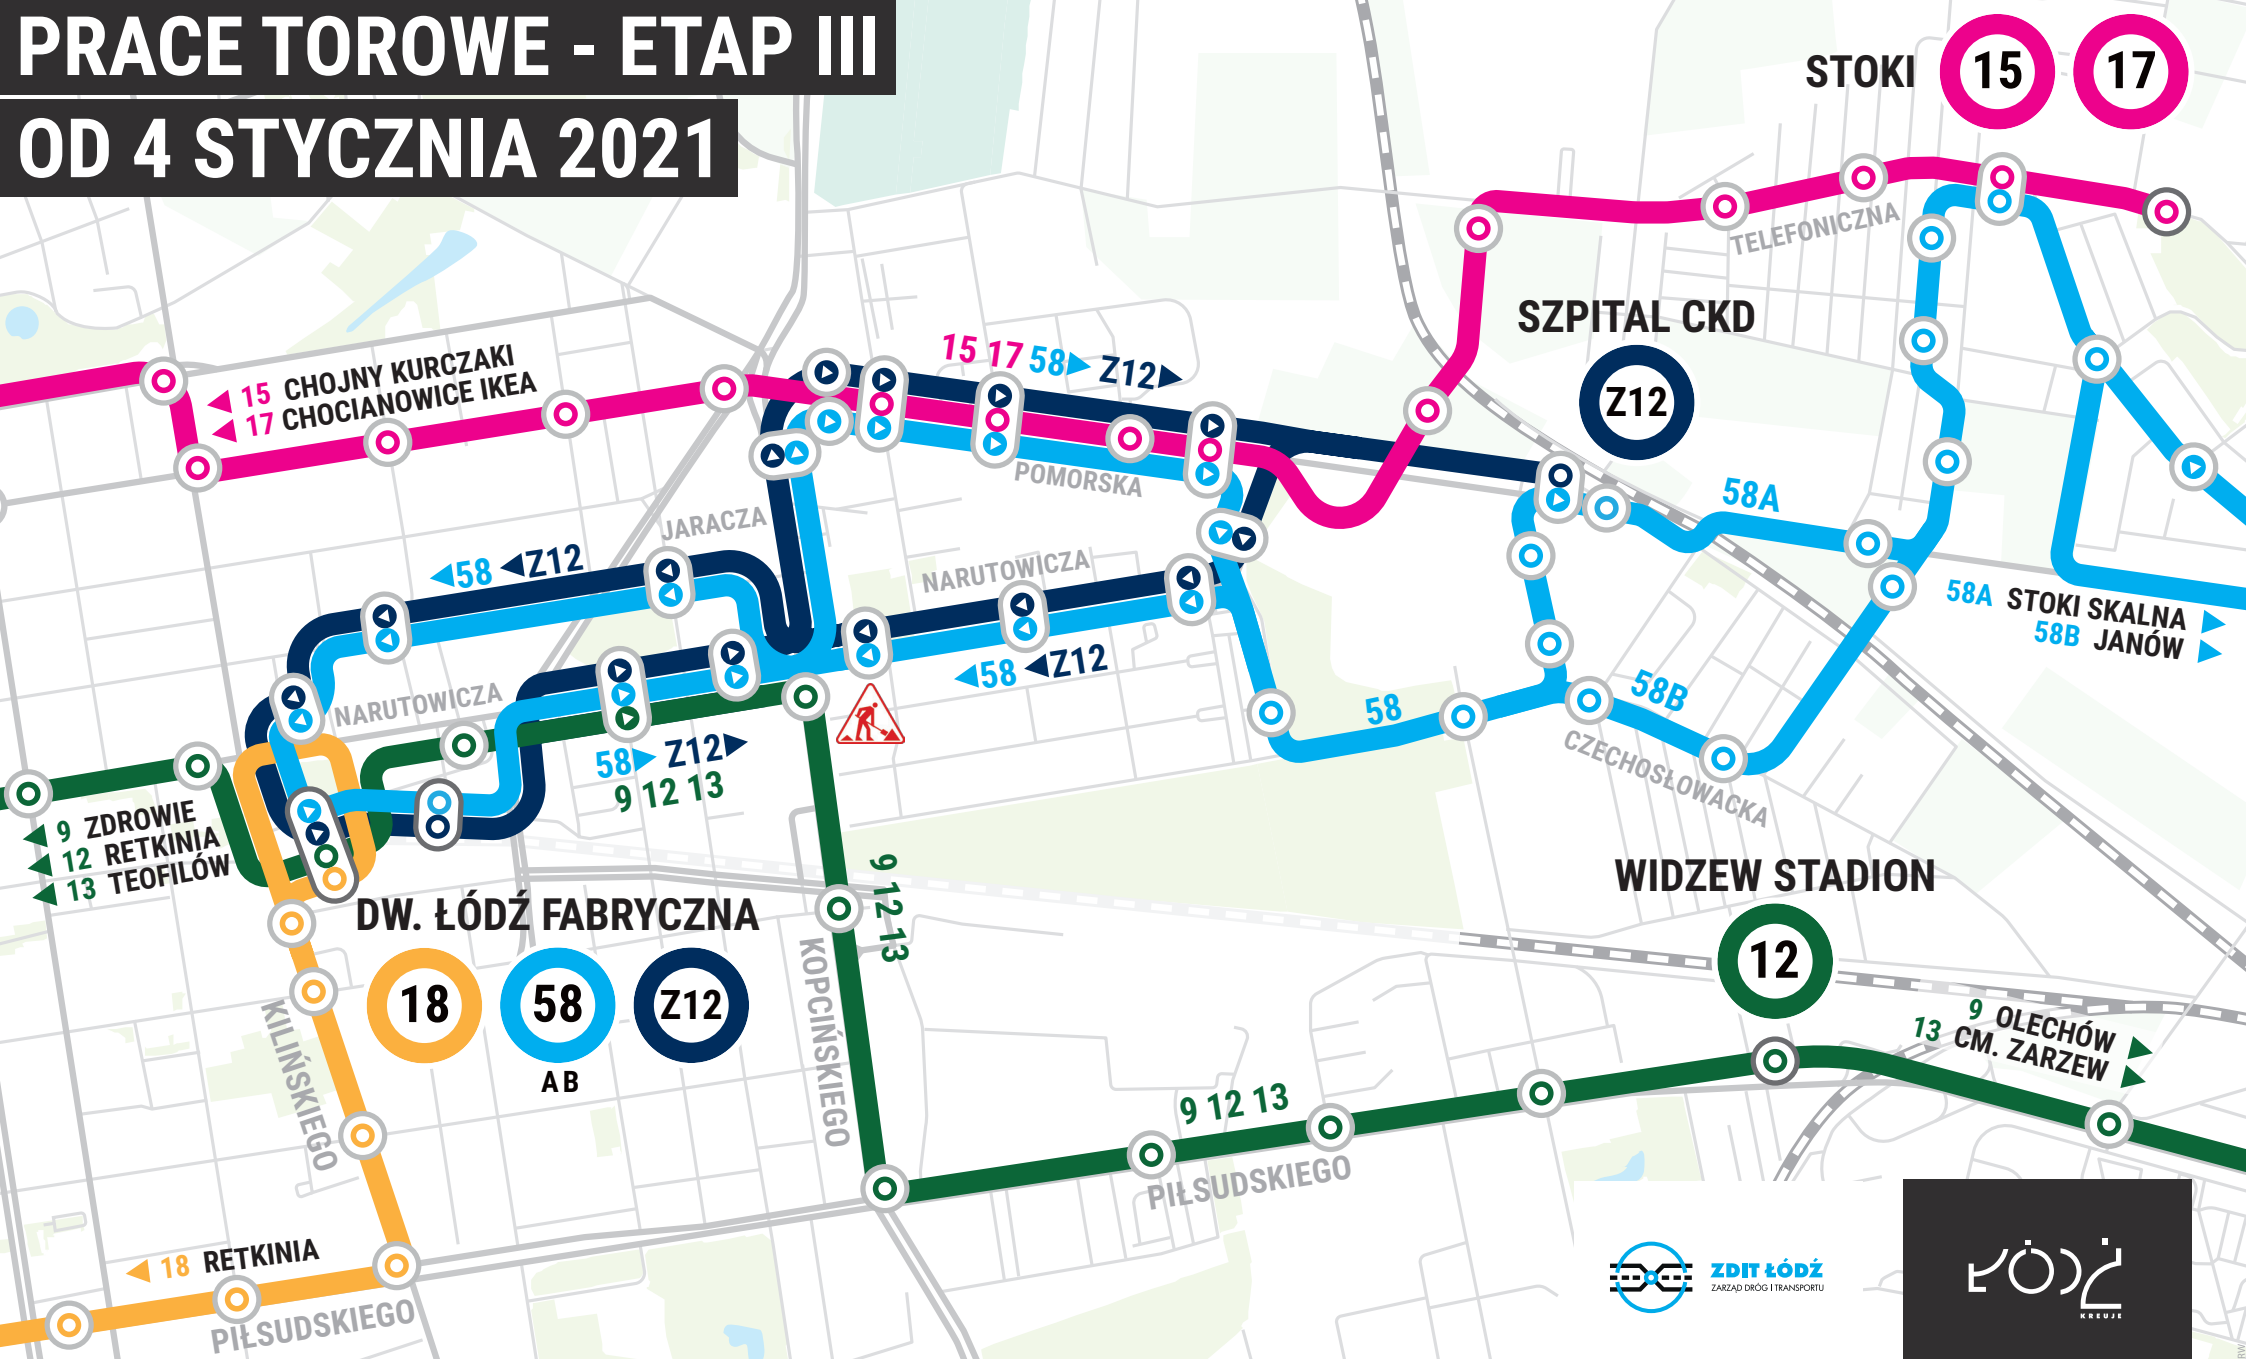 PRACE TOROWE - ETAP III
OD 4 STYCZNIA 2021
STOKI 15 17
TELEFONICZNA
SZPITAL CKD
Z12
15 CHOJNY KURCZAKI
17 CHOCIANOWICE IKEA
15 17 58 Z12
POMORSKA
JARACZA
58 Z12
NARUTOWICZA
58 Z12
58A
58A STOKI SKALNA
58B JANÓW
58
58B
CZECHOSŁOWACKA
NARUTOWICZA
58 Z12
9 12 13
9 ZDROWIE
12 RETKINIA
13 TEOFILÓW
DW. ŁÓDŹ FABRYCZNA
18 58 Z12
A B
9 12 13
KOPCIŃSKIEGO
KILIŃSKIEGO
WIDZEW STADION
12
9 OLECHÓW
13 CM. ZARZEW
9 12 13
PIŁSUDSKIEGO
18 RETKINIA
PIŁSUDSKIEGO
ZDIT ŁÓDŹ
ZARZĄD DRÓG I TRANSPORTU
ŁÓDŹ
KREUJE
RW